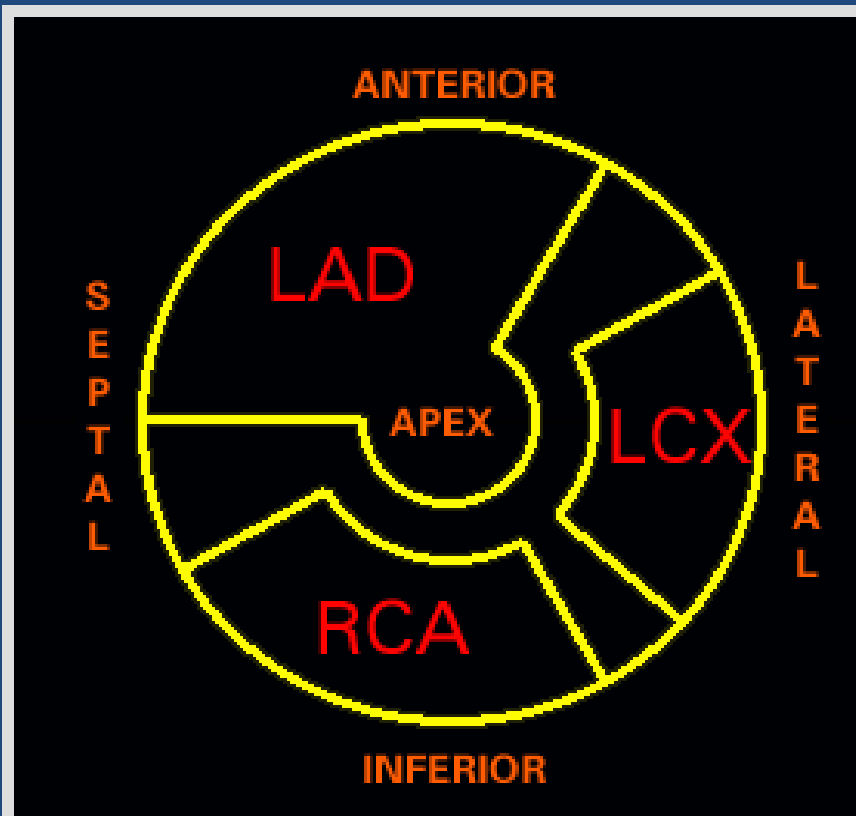 ANTERIOR
LAD
SEPTAL
LATERAL
APEX
LCX
RCA
INFERIOR